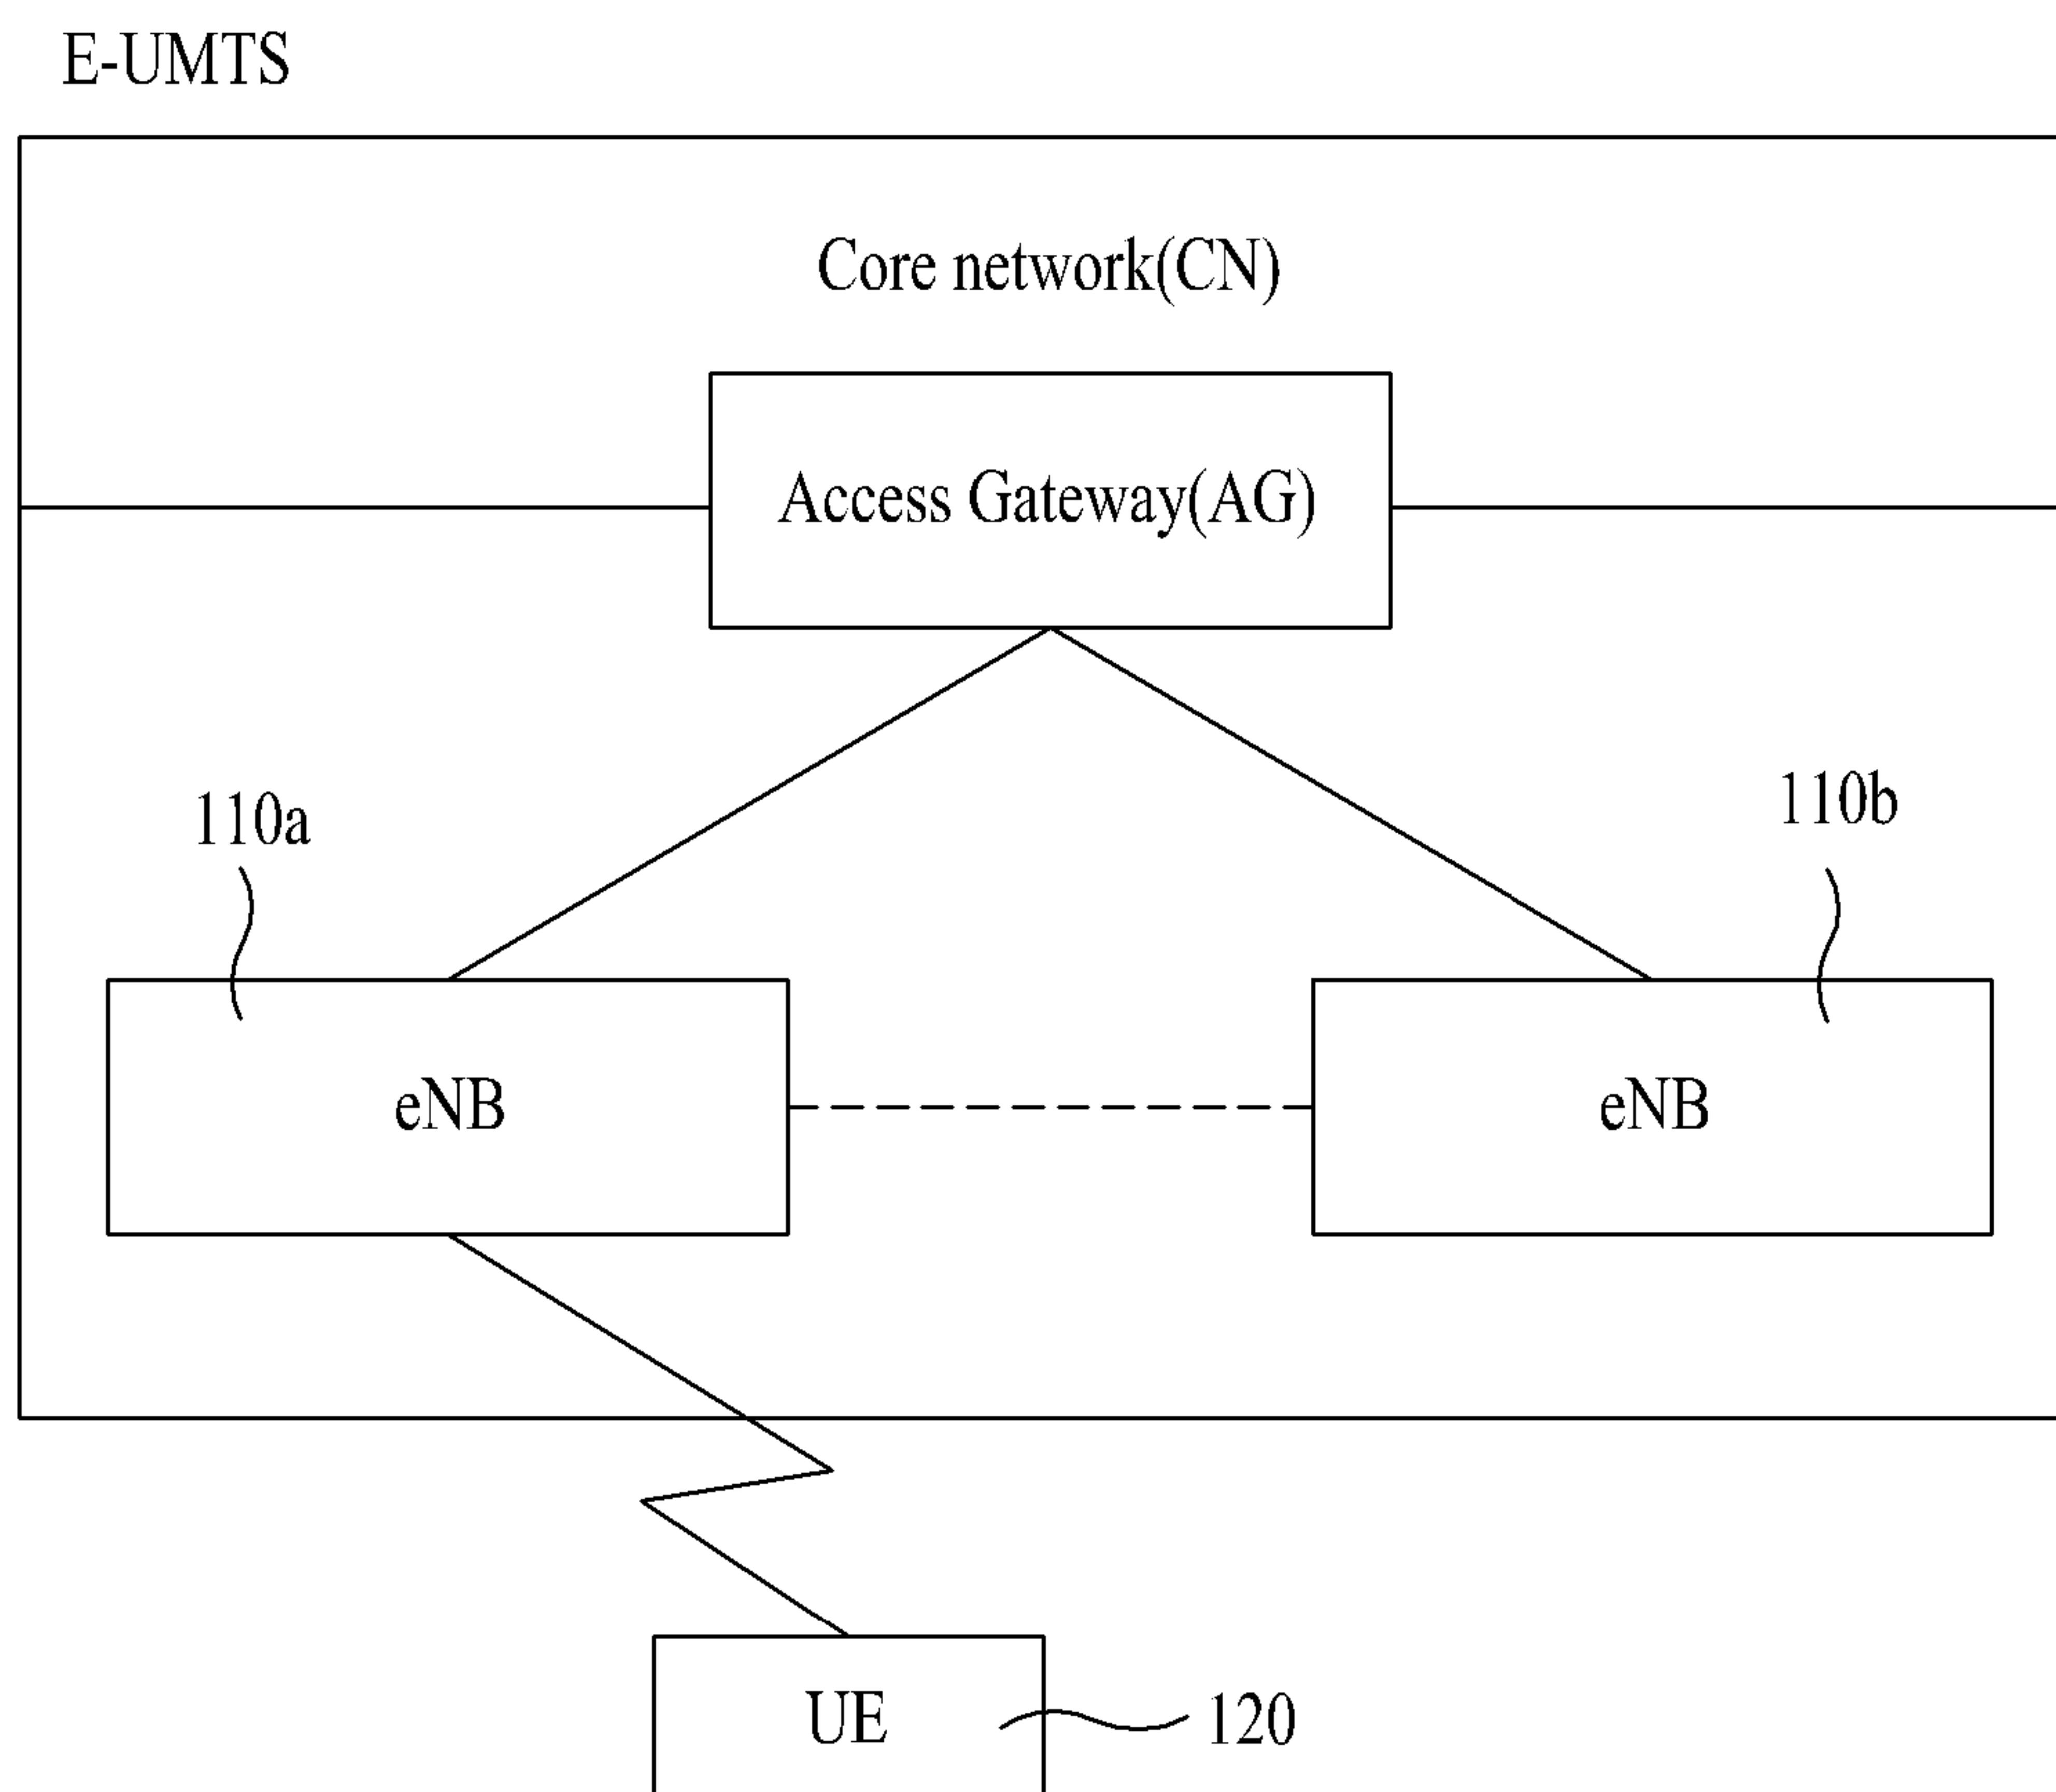 E-UMTS
Core network(CN)
Access Gateway(AG)
110a
110b
eNB
eNB
UE
120